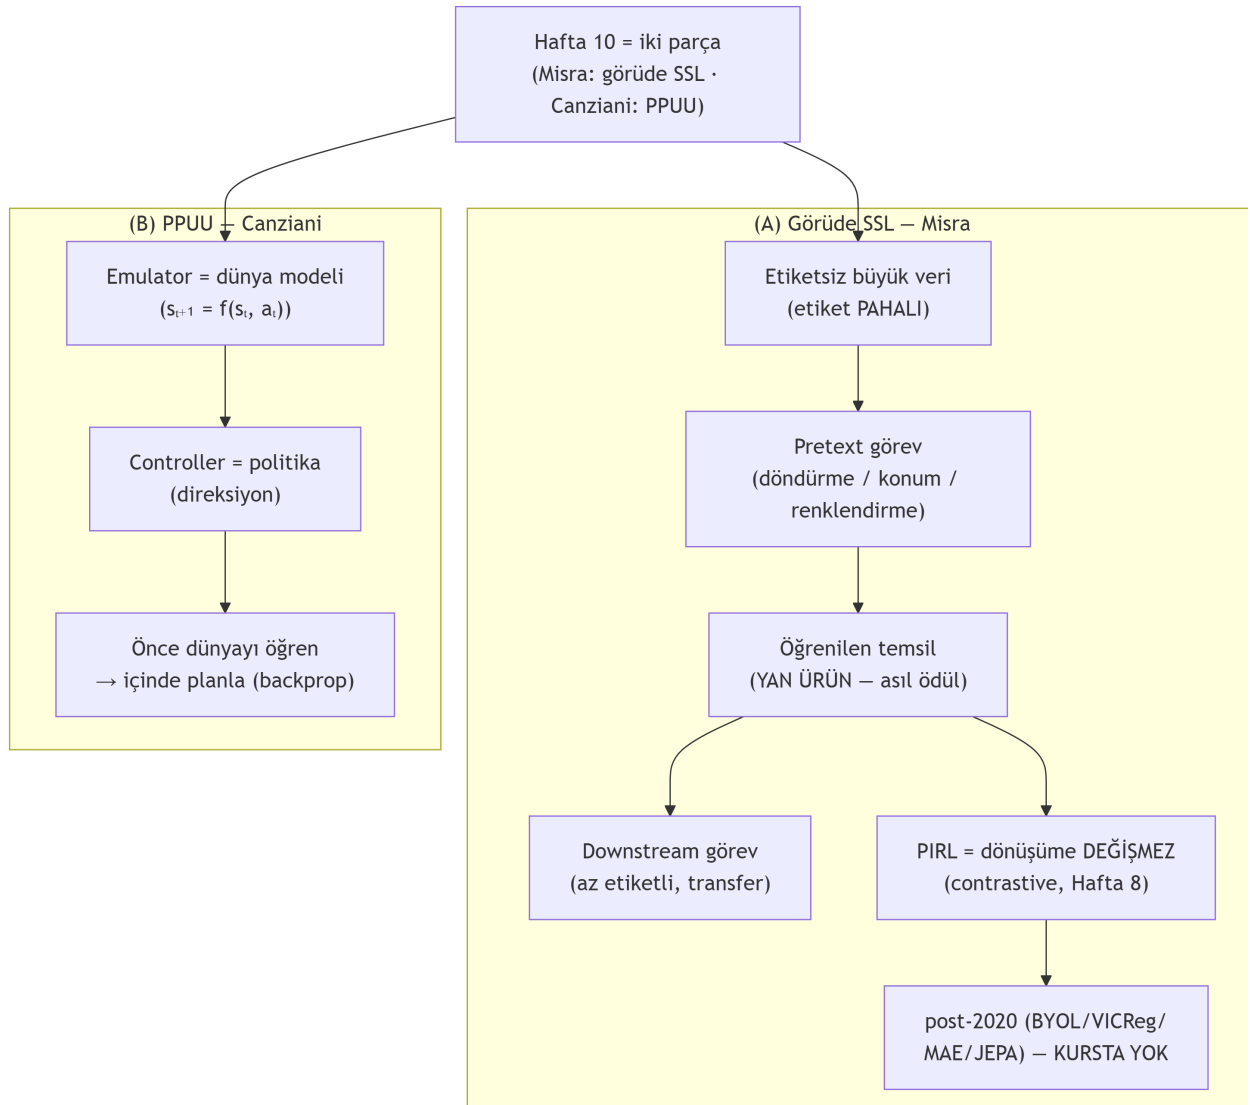 Hafta 10 = iki parça
(Misra: görüde SSL ·
Canziani: PPUU)
(B) PPUU — Canziani
Emulator = dünya modeli
(sₜ₊₁ = f(sₜ, aₜ))
Controller = politika
(direksiyon)
Önce dünyayı öğren
→ içinde planla (backprop)
(A) Görüde SSL — Misra
Etiketsiz büyük veri
(etiket PAHALI)
Pretext görev
(döndürme / konum /
renklendirme)
Öğrenilen temsil
(YAN ÜRÜN — asıl ödül)
Downstream görev
(az etiketli, transfer)
PIRL = dönüşüme DEĞİŞMEZ
(contrastive, Hafta 8)
post-2020 (BYOL/VICReg/
MAE/JEPA) — KURSTA YOK